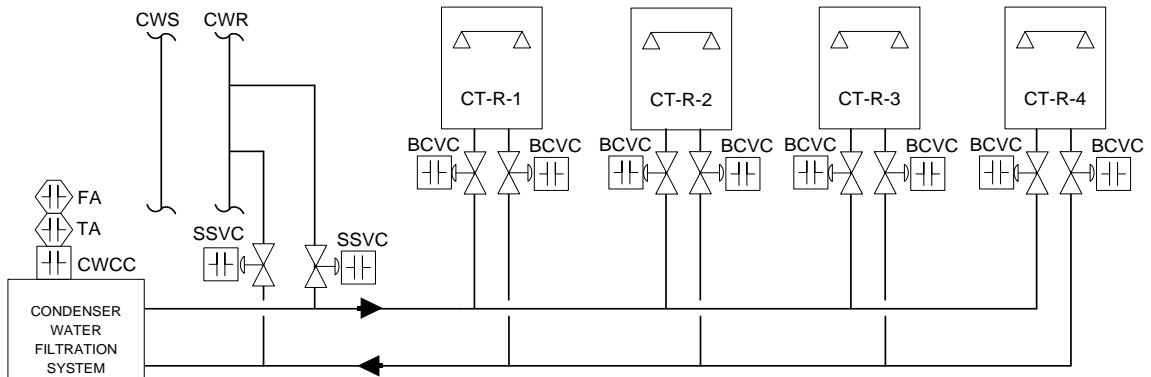 CWS
CWR
CT-R-1
CT-R-2
CT-R-3
CT-R-4
BCVC
BCVC
BCVC
BCVC
BCVC
BCVC
BCVC
BCVC
FA
TA
CWCC
SSVC
SSVC
CONDENSER
WATER
FILTRATION
SYSTEM